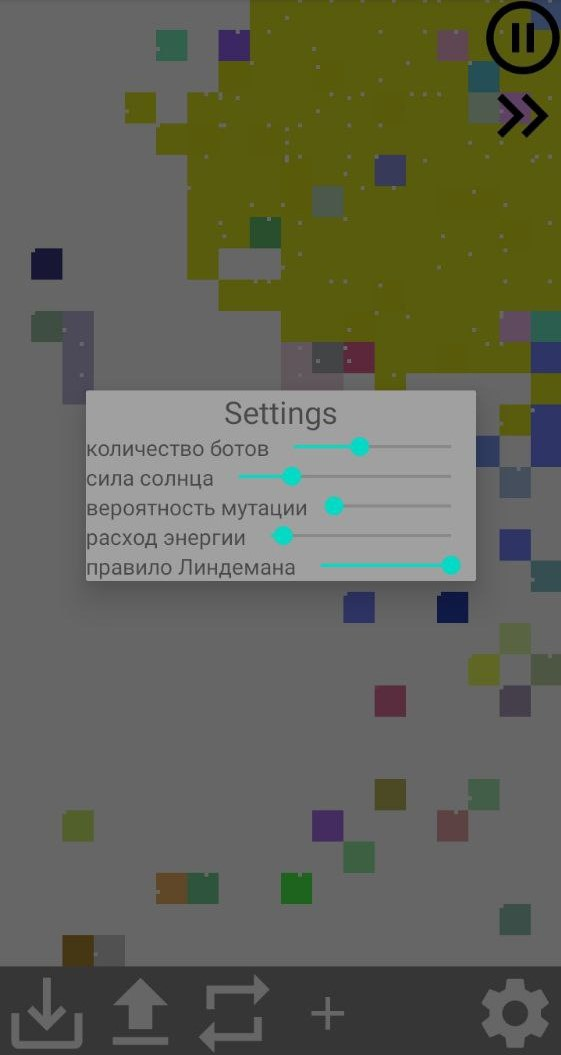 Settings
количество ботов
сила солнца
вероятность мутации
расход энергии
правило Линдемана